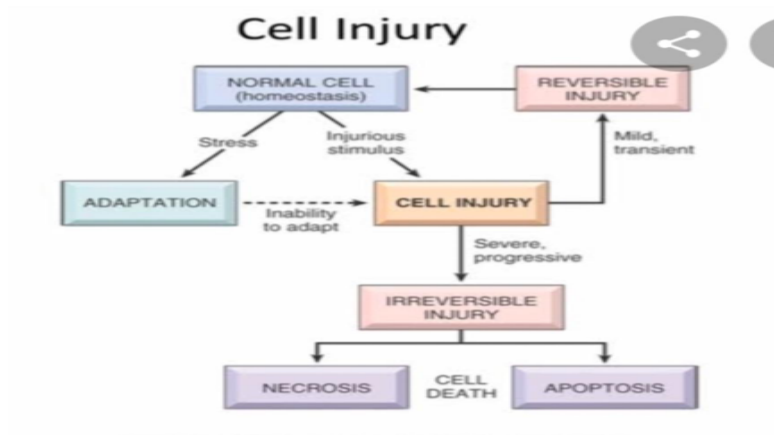 Cell Injury
NORMAL CELL
(homeostasis)
REVERSIBLE
INJURY
Stress
Injurious
stimulus
Mild,
transient
ADAPTATION
Inability
to adapt
CELL INJURY
Severe,
progressive
IRREVERSIBLE
INJURY
NECROSIS
CELL
DEATH
APOPTOSIS